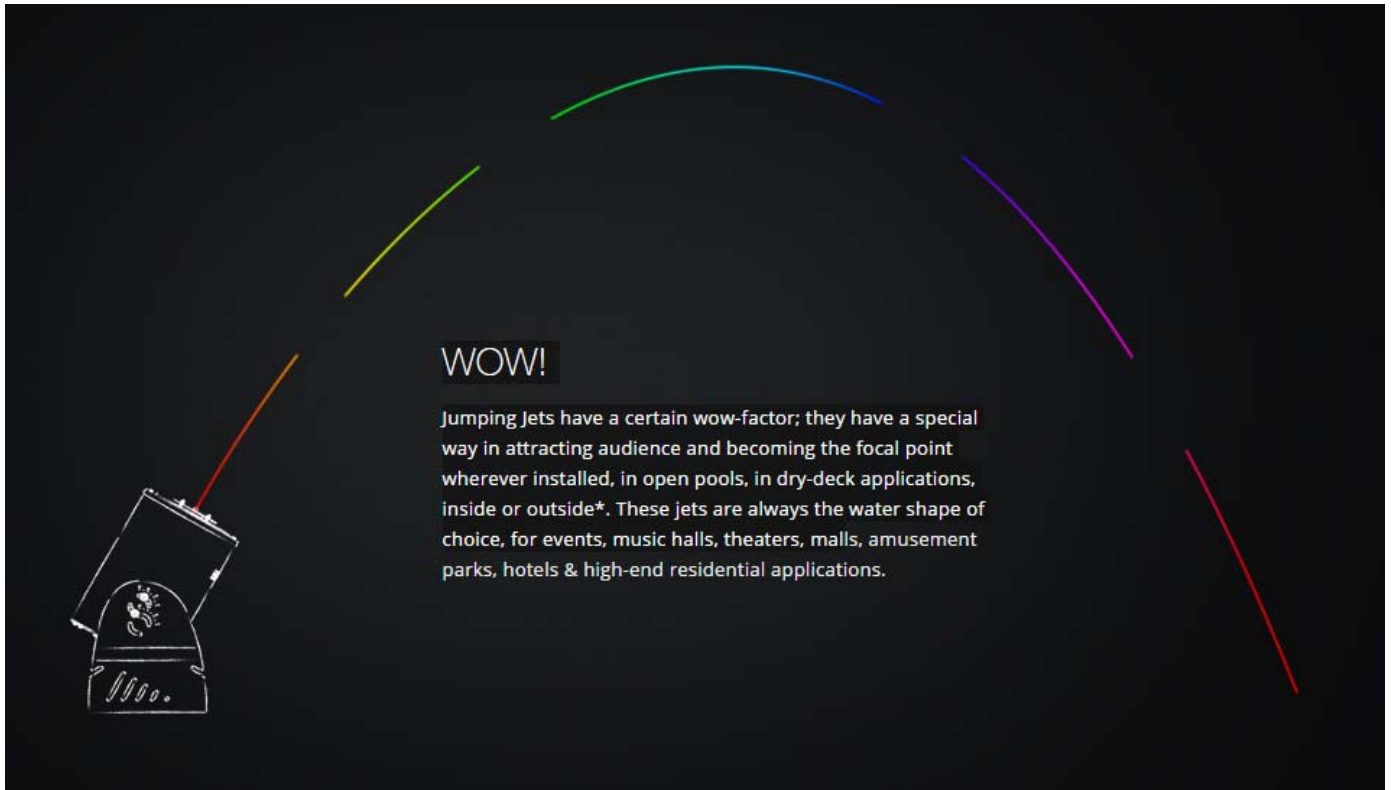 WOW!
Jumping Jets have a certain wow-factor; they have a special
way in attracting audience and becoming the focal point
wherever installed, in open pools, in dry-deck applications,
inside or outside*. These jets are always the water shape of
choice, for events, music halls, theaters, malls, amusement
parks, hotels & high-end residential applications.